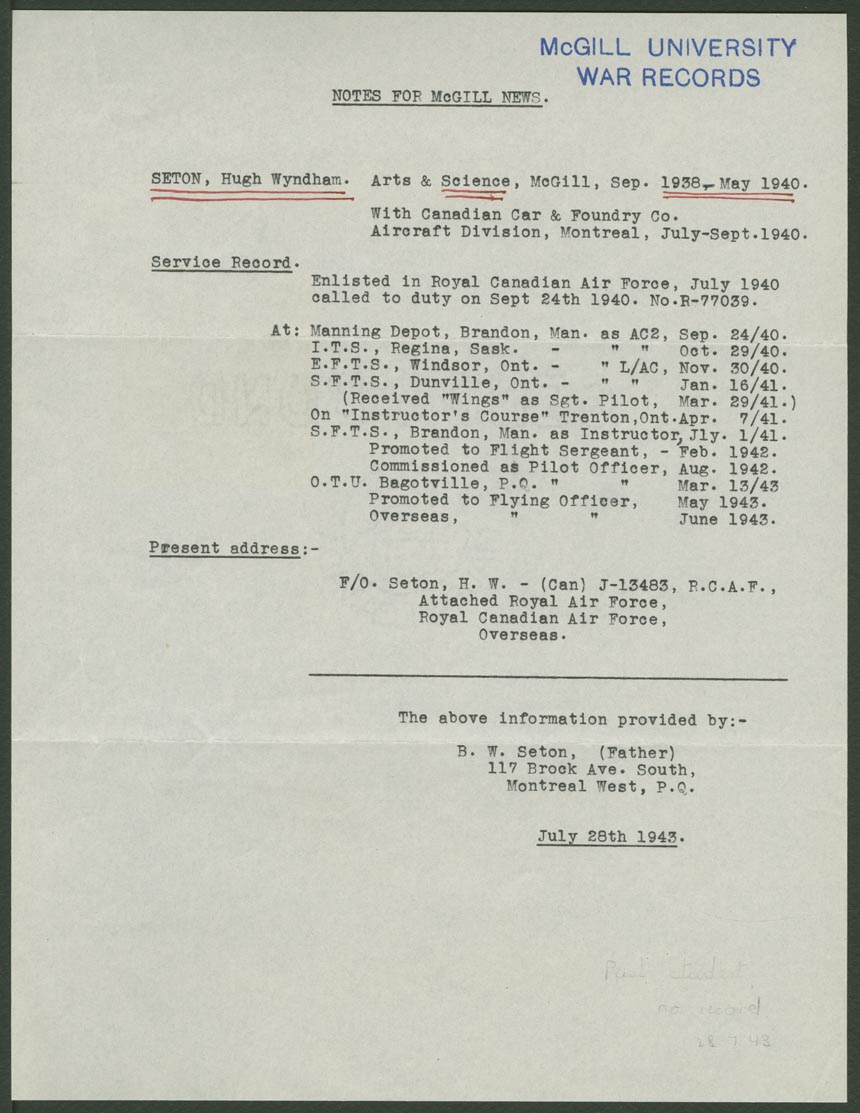 McGILL UNIVERSITY
WAR RECORDS
NOTES FOR McGILL NEWS.
SETON, Hugh Wyndham. Arts & Science, McGill, Sep. 1938 - May 1940.
With Canadian Car & Foundry Co.
Aircraft Division, Montreal, July-Sept.1940.
Service Record.
Enlisted in Royal Canadian Air Force, July 1940
called to duty on Sept 24th 1940. No.R-77039.
At: Manning Depot, Brandon, Man. as AC2, Sep. 24/40.
I.T.S., Regina, Sask. - " " Oct. 29/40.
E.F.T.S., Windsor, Ont. - " L/AC, Nov. 30/40.
S.F.T.S., Dunville, Ont. - " " Jan. 16/41.
(Received "Wings" as Sgt. Pilot, Mar. 29/41.)
On "Instructor's Course" Trenton,Ont.Apr. 7/41.
S.F.T.S., Brandon, Man. as Instructor, Jly. 1/41.
Promoted to Flight Sergeant, - Feb. 1942.
Commissioned as Pilot Officer, Aug. 1942.
O.T.U. Bagotville, P.Q. " " Mar. 13/43
Promoted to Flying Officer, May 1943.
Overseas, " " June 1943.
Present address:-
F/O. Seton, H. W. - (Can) J-13483, R.C.A.F.,
Attached Royal Air Force,
Royal Canadian Air Force,
Overseas.
The above information provided by:-
B. W. Seton, (Father)
117 Brock Ave. South,
Montreal West, P.Q.
July 28th 1943.
student
no record
28 7 43